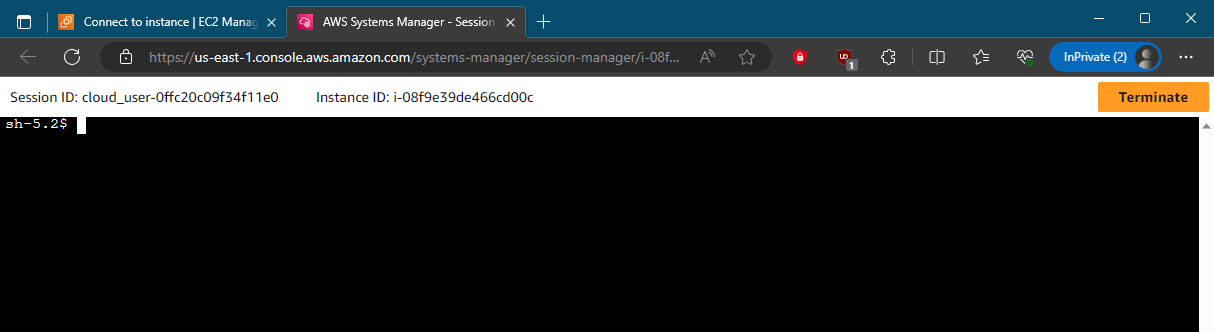 Connect to instance | EC2 Manag
AWS Systems Manager - Session
https://us-east-1.console.aws.amazon.com/systems-manager/session-manager/i-08f...
A
UD
1
InPrivate (2)
Session ID: cloud_user-0ffc20c09f34f11e0
Instance ID: i-08f9e39de466cd00c
Terminate
sh-5.2$